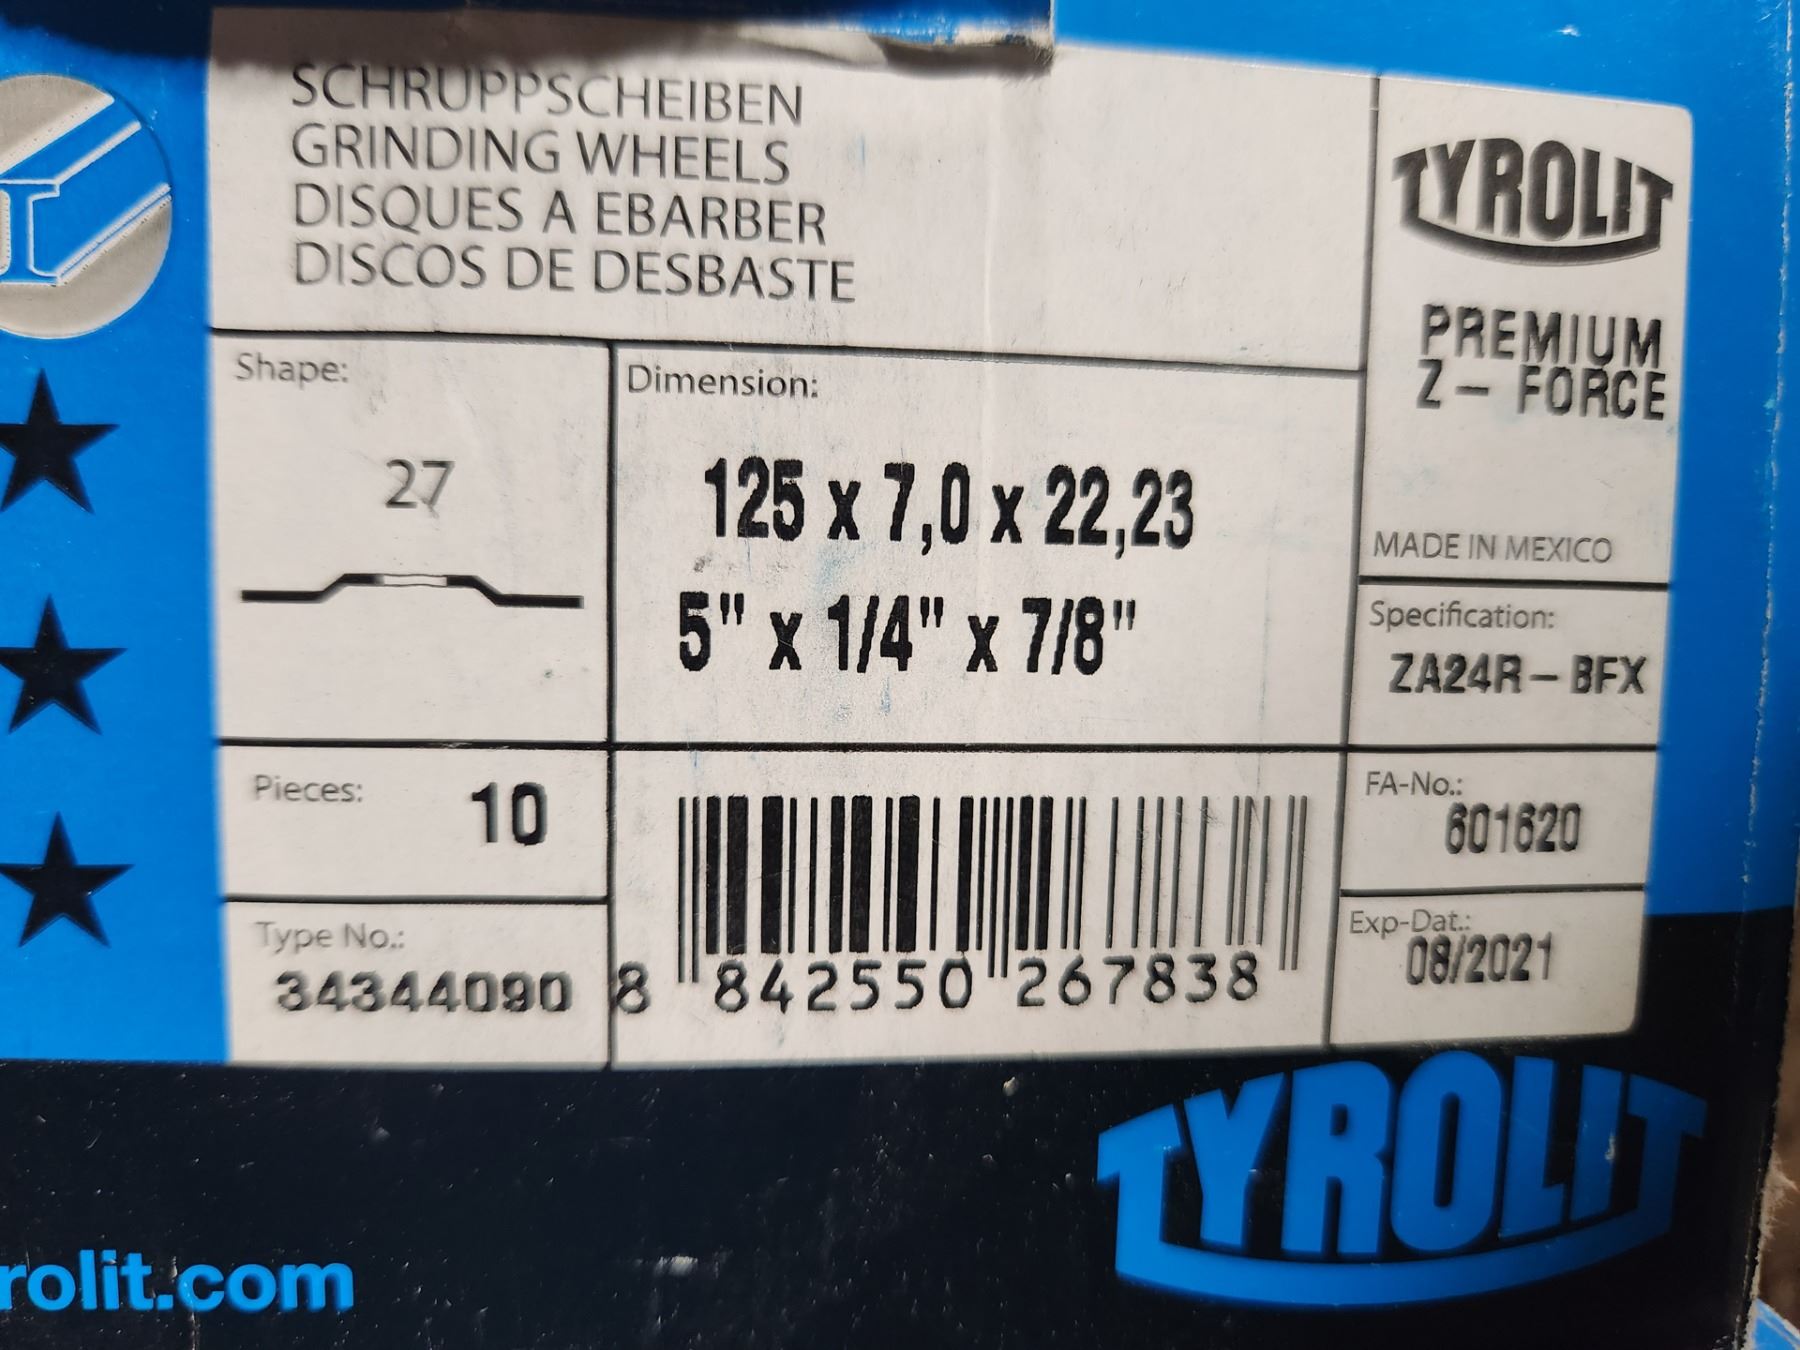 SCHRUPPSCHEIBEN
GRINDING WHEELS
DISQUES A EBARBER
DISCOS DE DESBASTE
TYROLIT
PREMIUM
Z- FORCE
MADE IN MEXICO
Shape:
27
Dimension:
125 x 7,0 x 22,23
5" x 1/4" x 7/8"
Specification:
ZA24R-BFX
Pieces: 10
FA-No.:
601620
Type No.:
34344090
8 842550 267838
Exp-Dat.:
08/2021
TYROLIT
rolit.com